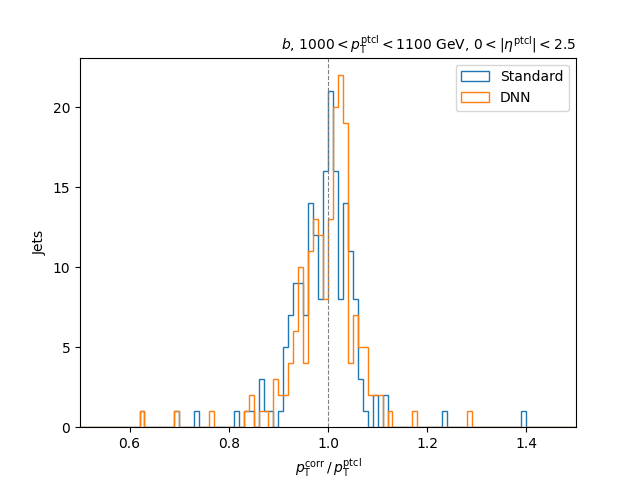 b, 1000 < p_T^ptcl < 1100 GeV, 0 < |η^ptcl| < 2.5
Standard
DNN
20
15
10
5
0
Jets
0.6 0.8 1.0 1.2 1.4
p_T^corr / p_T^ptcl